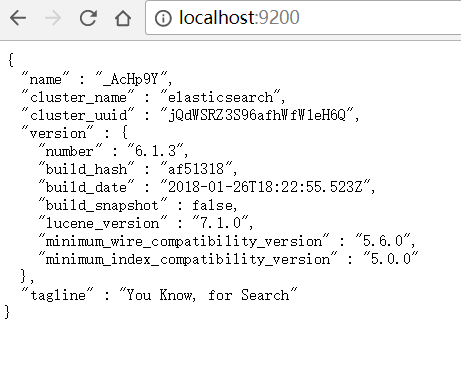 localhost:9200
{
  "name" : "_AcHp9Y",
  "cluster_name" : "elasticsearch",
  "cluster_uuid" : "jQdWSRZ3S96afhWfW1eH6Q",
  "version" : {
    "number" : "6.1.3",
    "build_hash" : "af51318",
    "build_date" : "2018-01-26T18:22:55.523Z",
    "build_snapshot" : false,
    "lucene_version" : "7.1.0",
    "minimum_wire_compatibility_version" : "5.6.0",
    "minimum_index_compatibility_version" : "5.0.0"
  },
  "tagline" : "You Know, for Search"
}